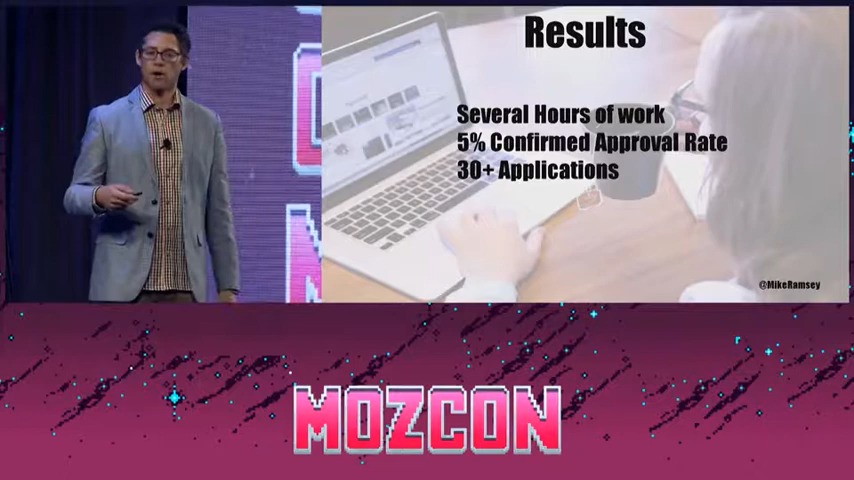 Results
Several Hours of work
5% Confirmed Approval Rate
30+ Applications
@MikeRamsey
MOZCON